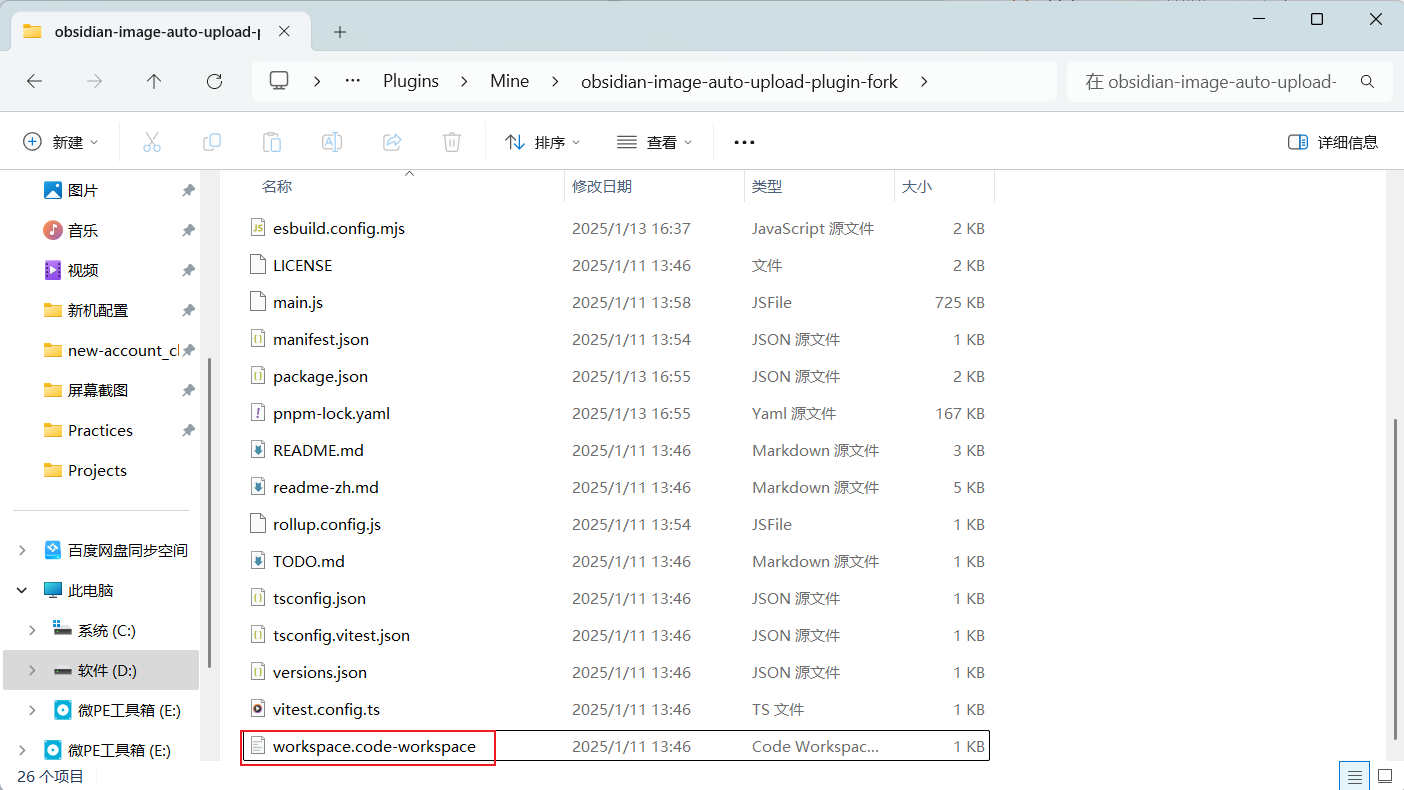 obsidian-image-auto-upload-p
Plugins
Mine
obsidian-image-auto-upload-plugin-fork
在 obsidian-image-auto-upload-
新建
排序
查看
详细信息
图片
音乐
视频
新机配置
new-account_cl
屏幕截图
Practices
Projects
百度网盘同步空间
此电脑
系统 (C:)
软件 (D:)
微PE工具箱 (E:)
微PE工具箱 (E:)
名称 修改日期 类型 大小
esbuild.config.mjs 2025/1/13 16:37 JavaScript 源文件 2 KB
LICENSE 2025/1/11 13:46 文件 2 KB
main.js 2025/1/11 13:58 JSFile 725 KB
manifest.json 2025/1/11 13:54 JSON 源文件 1 KB
package.json 2025/1/13 16:55 JSON 源文件 2 KB
pnpm-lock.yaml 2025/1/13 16:55 Yaml 源文件 167 KB
README.md 2025/1/11 13:46 Markdown 源文件 3 KB
readme-zh.md 2025/1/11 13:46 Markdown 源文件 5 KB
rollup.config.js 2025/1/11 13:54 JSFile 1 KB
TODO.md 2025/1/11 13:46 Markdown 源文件 1 KB
tsconfig.json 2025/1/11 13:46 JSON 源文件 1 KB
tsconfig.vitest.json 2025/1/11 13:46 JSON 源文件 1 KB
versions.json 2025/1/11 13:46 JSON 源文件 1 KB
vitest.config.ts 2025/1/11 13:46 TS 文件 1 KB
workspace.code-workspace 2025/1/11 13:46 Code Workspac... 1 KB
26 个项目